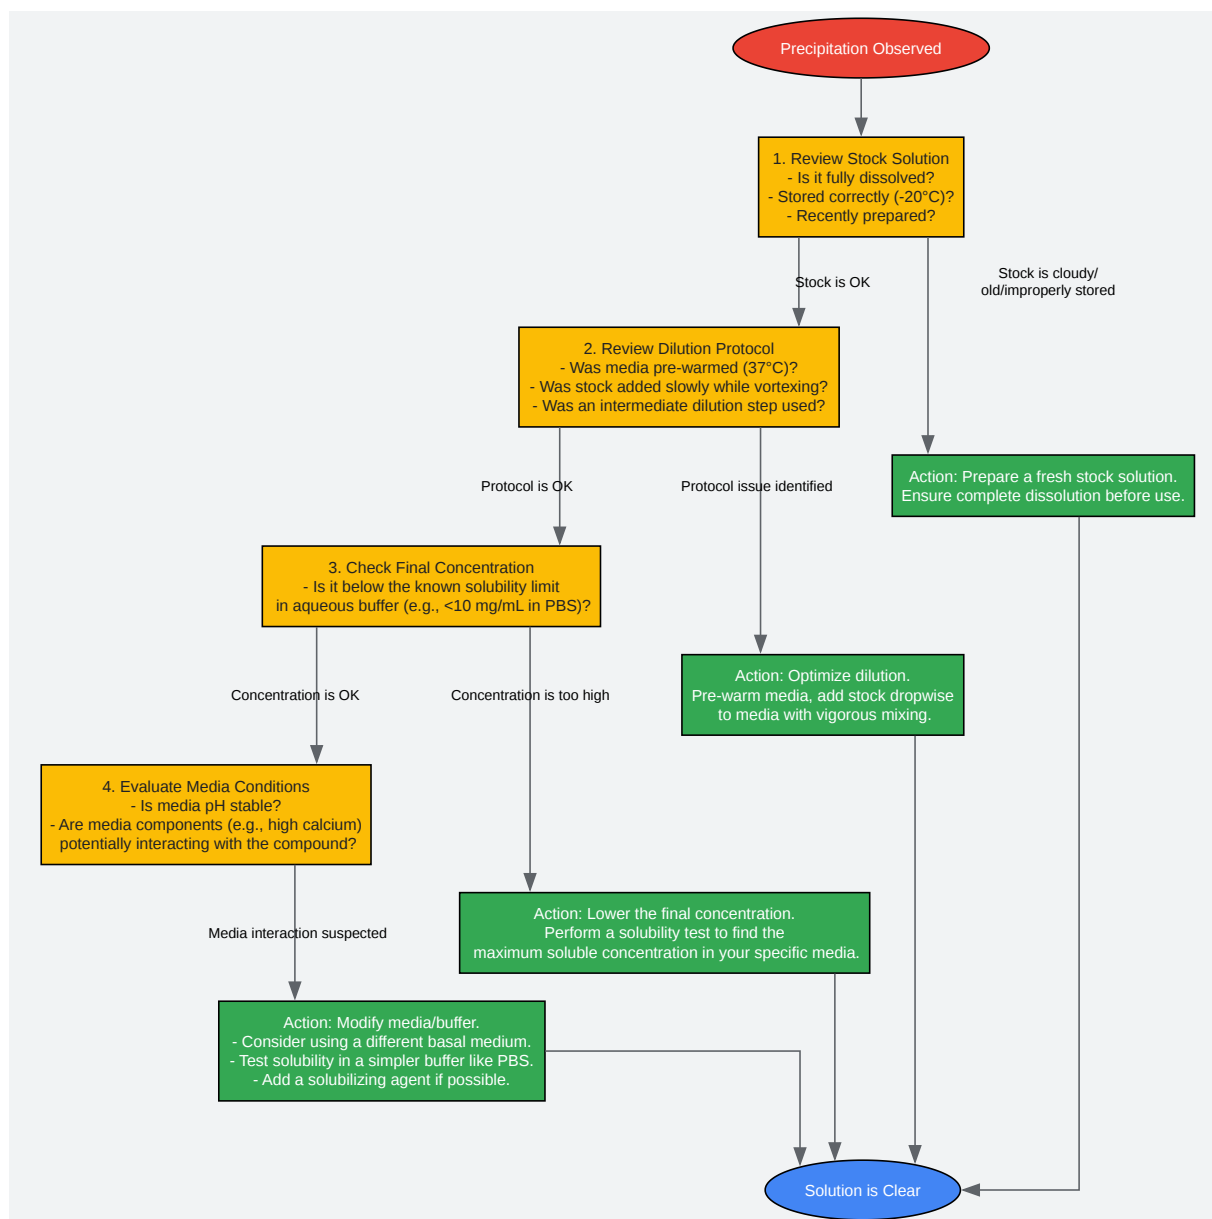 Precipitation Observed
1. Review Stock Solution
- Is it fully dissolved?
- Stored correctly (-20°C)?
- Recently prepared?
Stock is OK
Stock is cloudy/
old/improperly stored
2. Review Dilution Protocol
- Was media pre-warmed (37°C)?
- Was stock added slowly while vortexing?
- Was an intermediate dilution step used?
Protocol is OK
Protocol issue identified
Action: Prepare a fresh stock solution.
Ensure complete dissolution before use.
3. Check Final Concentration
- Is it below the known solubility limit
in aqueous buffer (e.g., <10 mg/mL in PBS)?
Concentration is OK
Concentration is too high
Action: Optimize dilution.
Pre-warm media, add stock dropwise
to media with vigorous mixing.
4. Evaluate Media Conditions
- Is media pH stable?
- Are media components (e.g., high calcium)
potentially interacting with the compound?
Media interaction suspected
Action: Lower the final concentration.
Perform a solubility test to find the
maximum soluble concentration in your specific media.
Action: Modify media/buffer.
- Consider using a different basal medium.
- Test solubility in a simpler buffer like PBS.
- Add a solubilizing agent if possible.
Solution is Clear